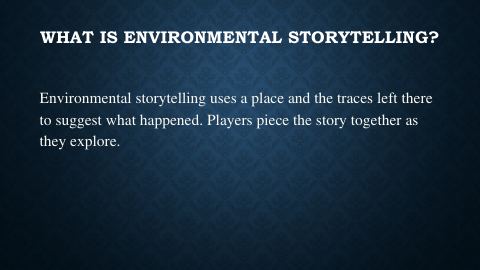 WHAT IS ENVIRONMENTAL STORYTELLING?
Environmental storytelling uses a place and the traces left there
to suggest what happened. Players piece the story together as
they explore.